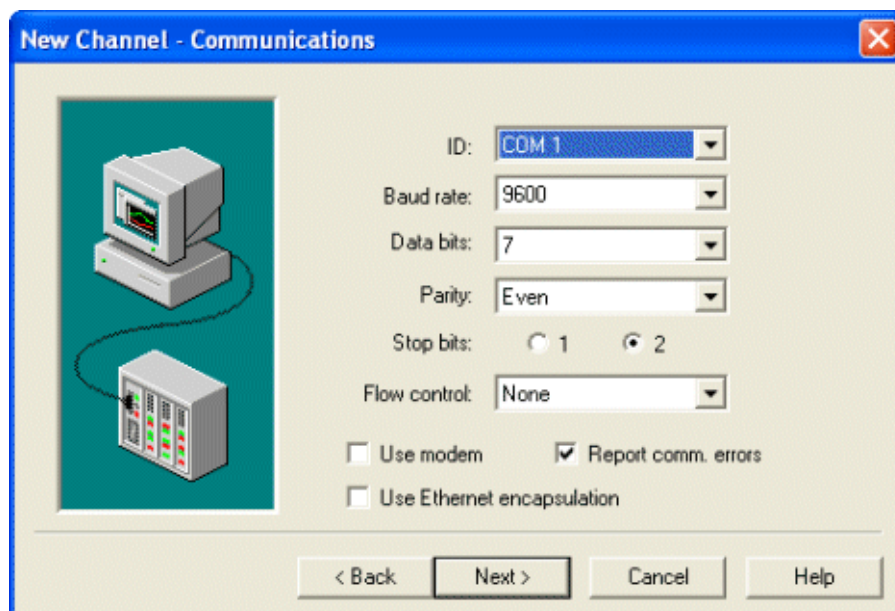 New Channel - Communications
ID: COM 1
Baud rate: 9600
Data bits: 7
Parity: Even
Stop bits: 1 2
Flow control: None
Use modem Report comm. errors
Use Ethernet encapsulation
< Back Next > Cancel Help